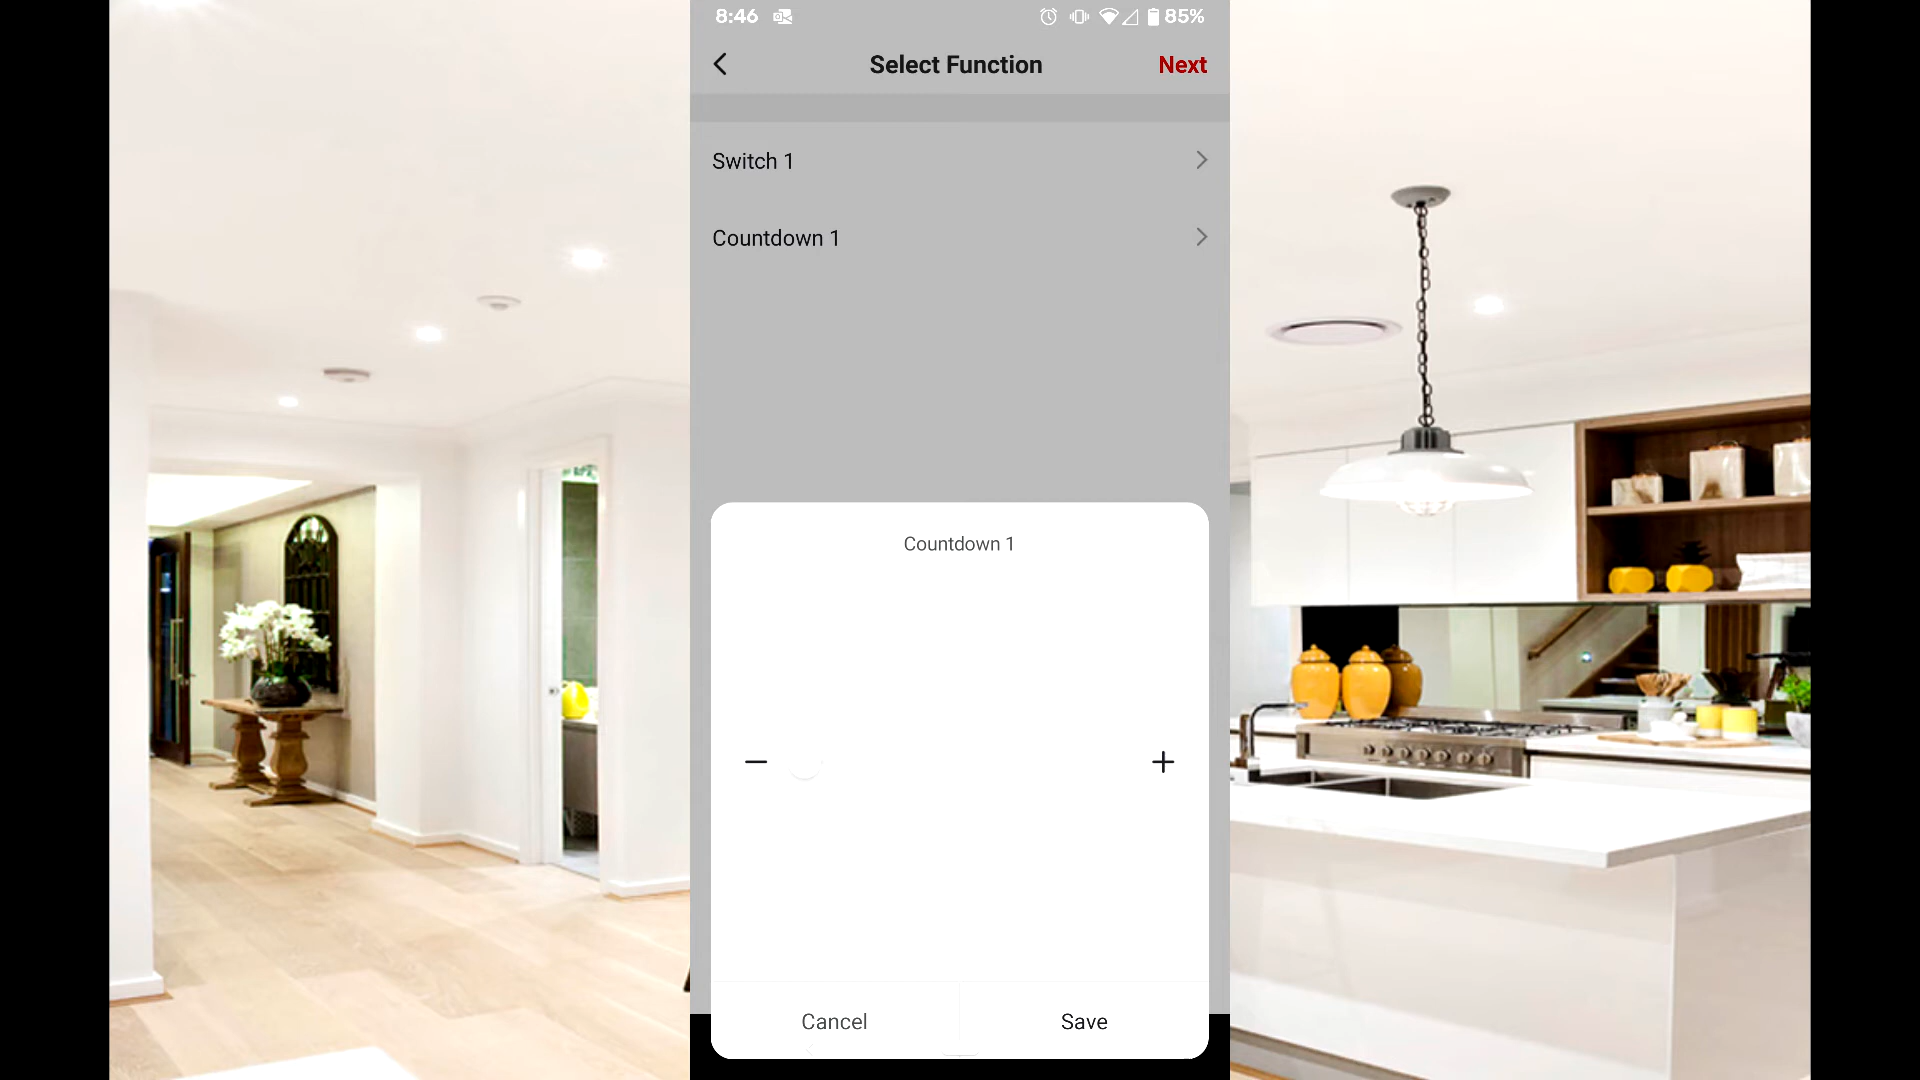 8:46
85%
Select Function
Next
Switch 1
Countdown 1
Countdown 1
Cancel
Save